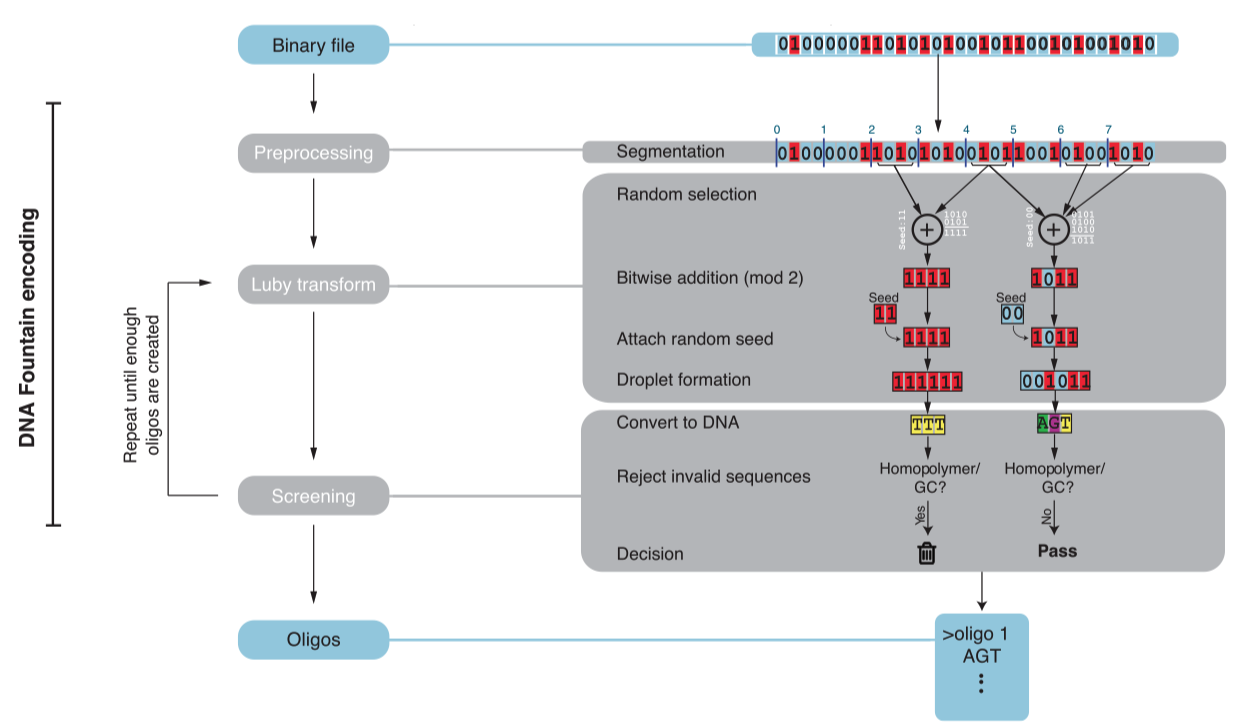 Binary file
01000001101010100101100101001010
DNA Fountain encoding
Preprocessing
0 1 2 3 4 5 6 7
Segmentation
01000001101010100101100101001010
Random selection
Seed:11
1010
0101
1111
Seed:00
0101
0100
1010
1011
+ +
Luby transform
Bitwise addition (mod 2)
1111 1011
Seed Seed
11 00
Attach random seed
1111 1011
Droplet formation
111111 001011
Repeat until enough
oligos are created
Convert to DNA
TTT AGT
Screening
Reject invalid sequences
Homopolymer/
GC?
Homopolymer/
GC?
Yes No
Decision
Pass
Oligos
>oligo 1
AGT
⋮